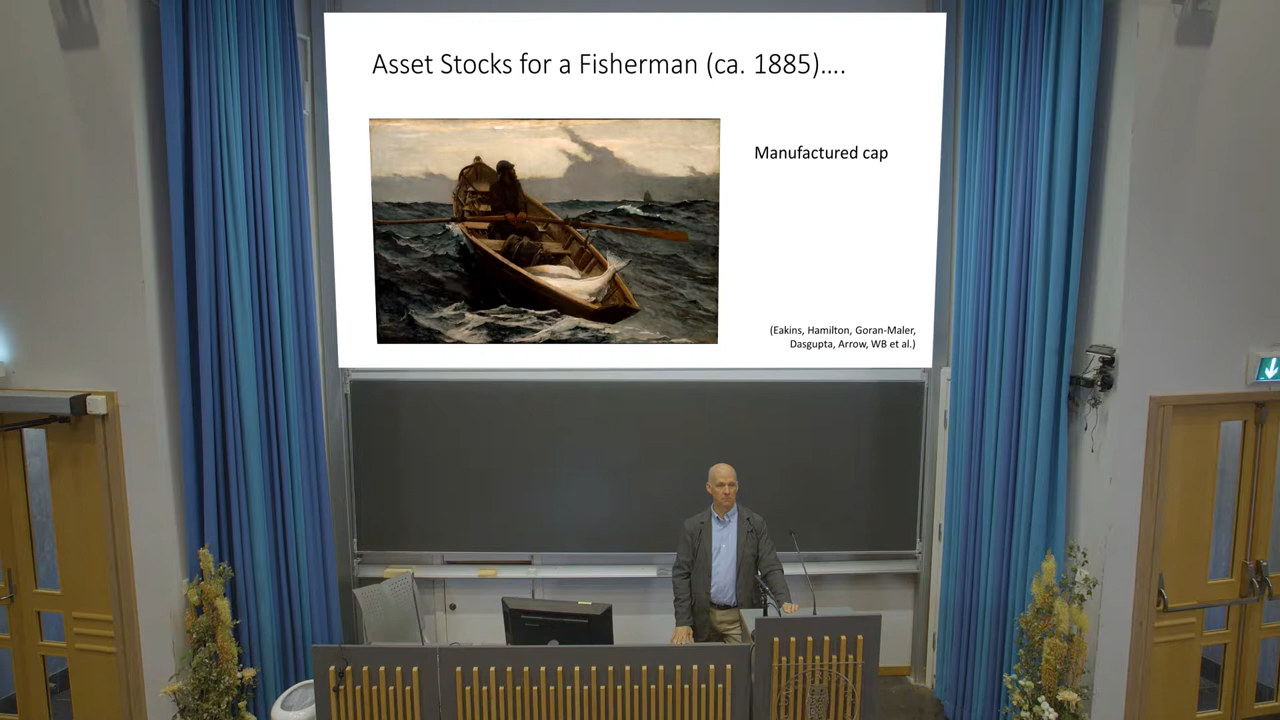 Asset Stocks for a Fisherman (ca. 1885)….
Manufactured cap
(Eakins, Hamilton, Goran-Maler,
Dasgupta, Arrow, WB et al.)